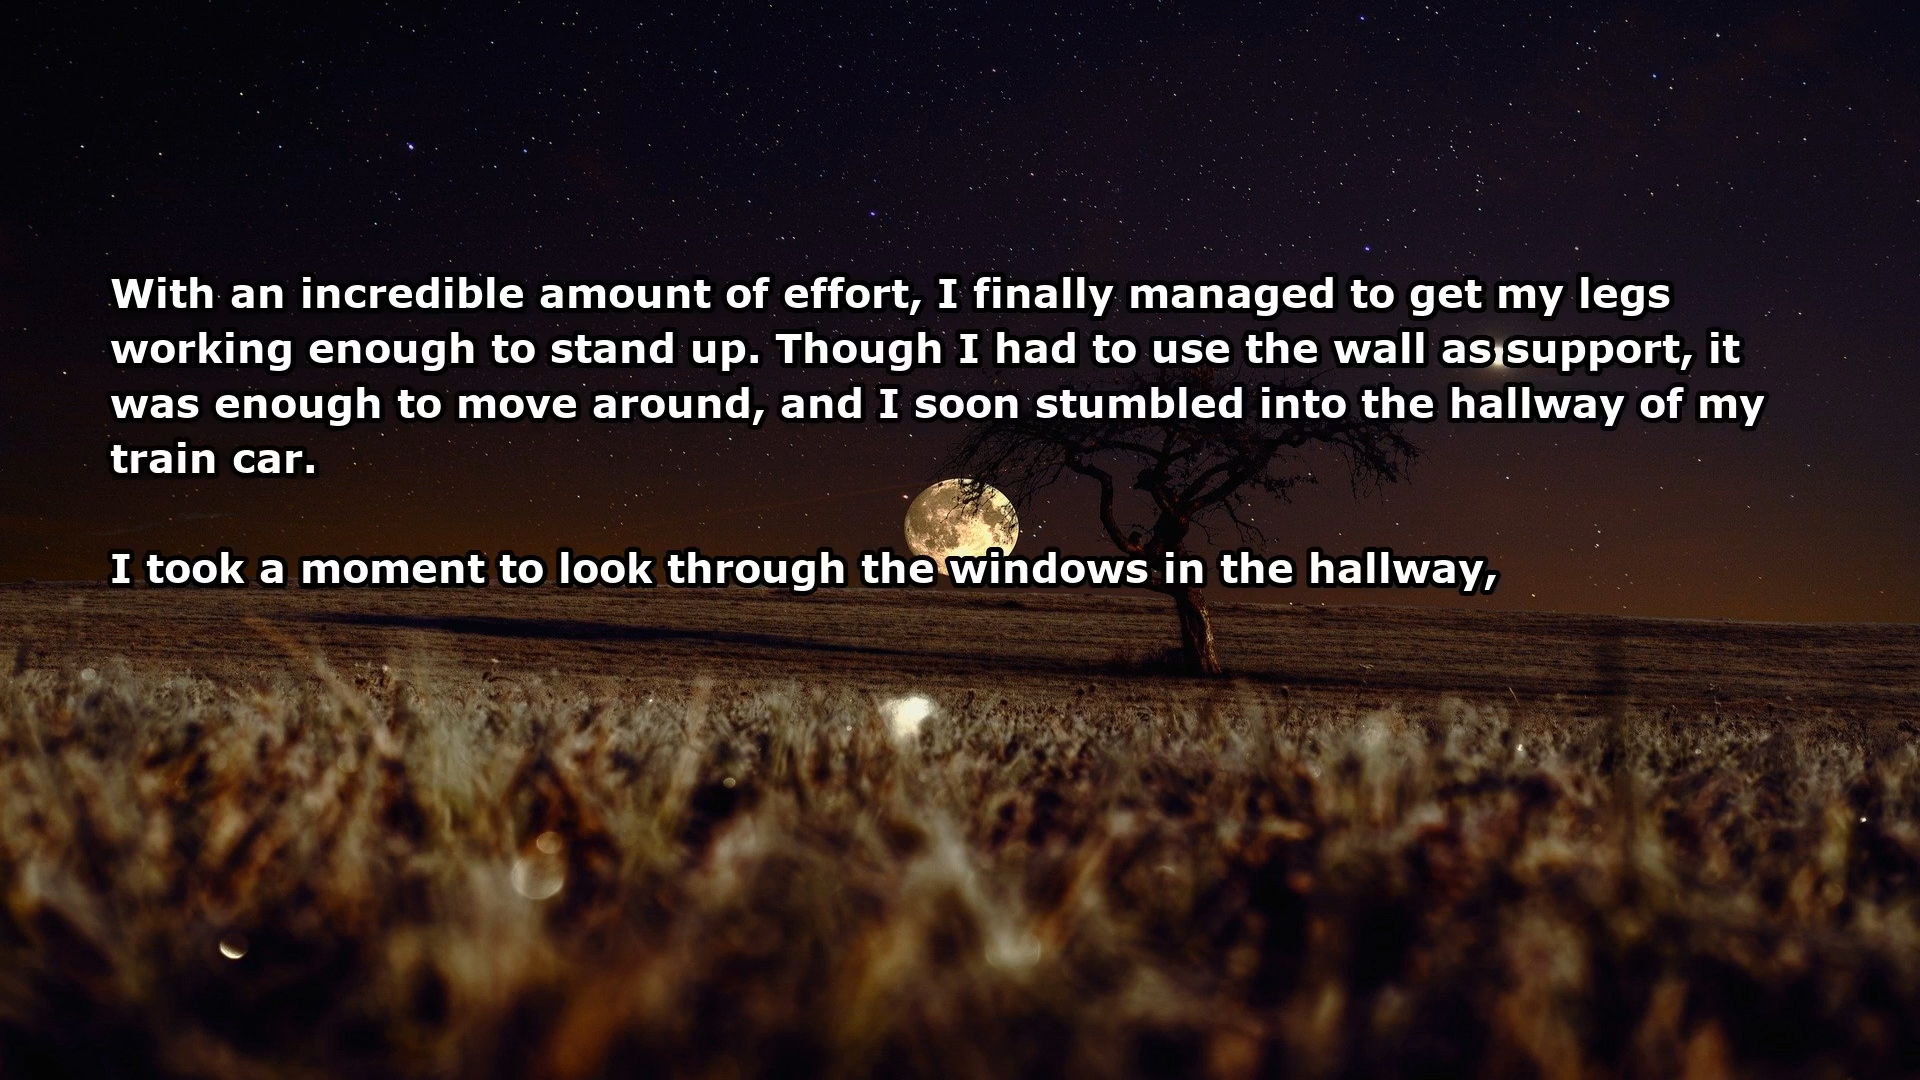 With an incredible amount of effort, I finally managed to get my legs
working enough to stand up. Though I had to use the wall as support, it
was enough to move around, and I soon stumbled into the hallway of my
train car.
I took a moment to look through the windows in the hallway,